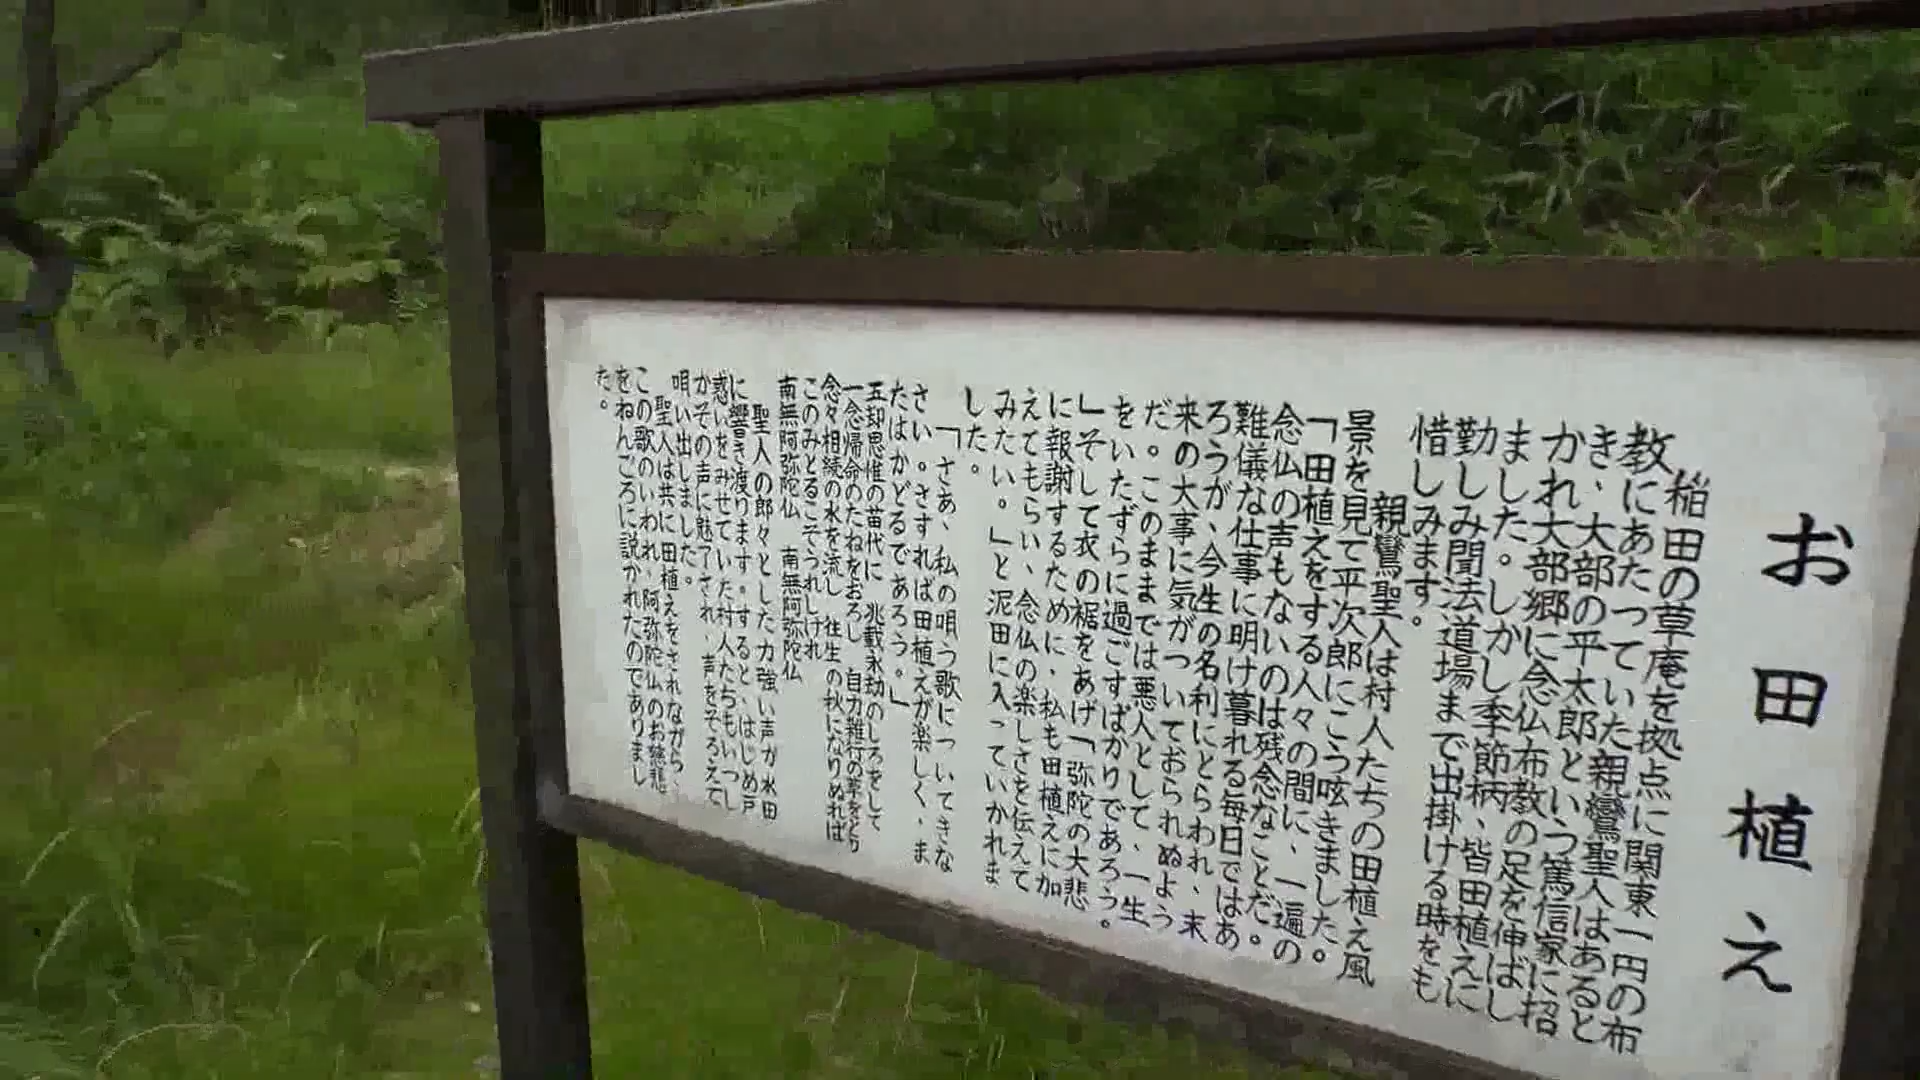 お田植え
稲田の草庵を拠点に関東一円の布
教にあたっていた親鸞聖人はあると
き、大部の平太郎という篤信家に招
かれ大部郷に念仏布教の足を伸ばし
ました。しかし季節柄、皆田植えに
勤しみ聞法道場まで出掛ける時をも
惜しみます。
親鸞聖人は村人たちの田植え風
景を見て平次郎にこう呟きました。
「田植えをする人々の間に、一遍の
念仏の声もないのは残念なことだ。
難儀な仕事に明け暮れる毎日ではあ
ろうが、今生の名利にとらわれ、末
来の大事に気がついておられぬよう
だ。このままでは悪人として、一生
をいたずらに過ごすばかりであろう。
」そして衣の裾をあげ「弥陀の大悲
に報謝するために、私も田植えに加
えてもらい、念仏の楽しさを伝えて
みたい。」と泥田に入っていかれま
した。
「さあ、私の唄う歌についてきな
さい。さすれば田植えが楽しく、ま
たはかどるであろう。」
五却思惟の苗代に 兆載永劫のしろをして
一念帰命のたねをおろし 自力雑行の草をとり
念々相続の水を流し 往生の秋になりぬれば
このみとるこそうれしけれ
南無阿弥陀仏 南無阿弥陀仏
聖人の郎々とした力強い声が水田
に響き渡ります。すると、はじめ戸
惑いをみせていた村人たちもいつし
かその声に魅了され、声をそろえて
唄い出しました。
聖人は共に田植えをされながら、
この歌のいわれ、阿弥陀仏のお慈悲
をねんごろに説かれたのでありまし
た。